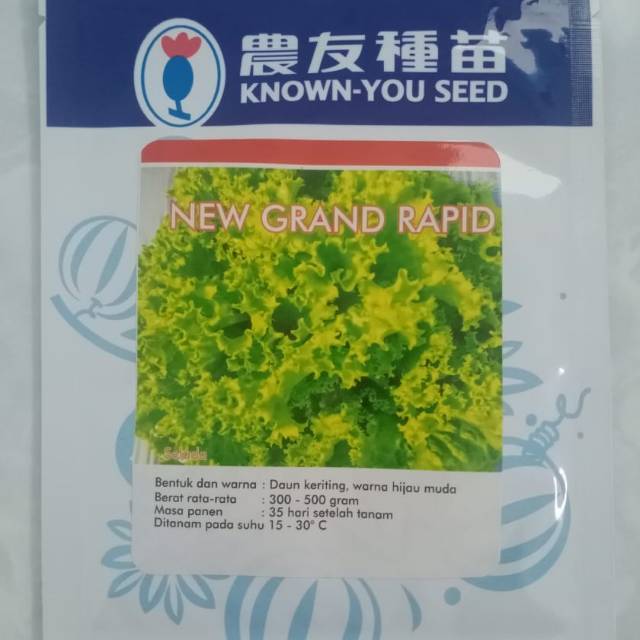 農友種苗
KNOWN-YOU SEED
NEW GRAND RAPID
Selada
Bentuk dan warna : Daun keriting, warna hijau muda
Berat rata-rata : 300 - 500 gram
Masa panen : 35 hari setelah tanam
Ditanam pada suhu 15 - 30° C